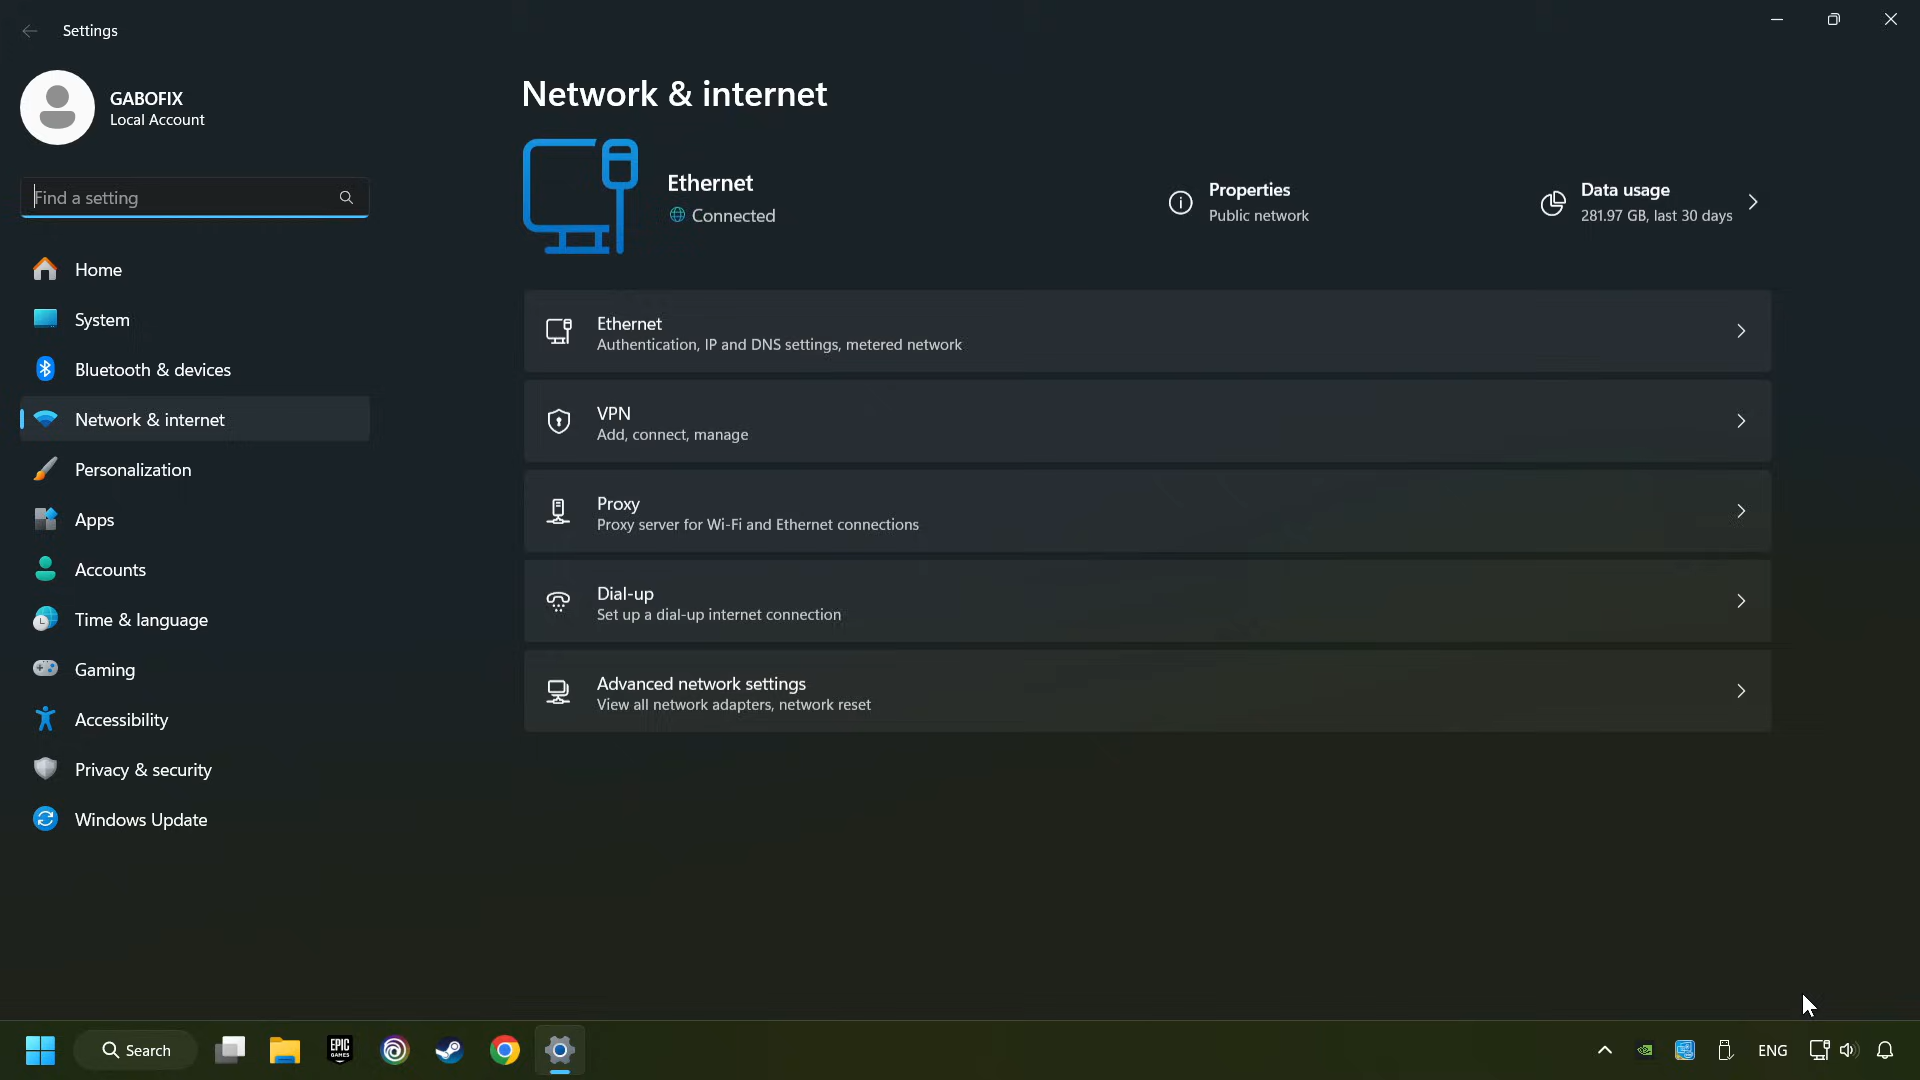 Settings
GABOFIX
Local Account
Find a setting
Home
System
Bluetooth & devices
Network & internet
Personalization
Apps
Accounts
Time & language
Gaming
Accessibility
Privacy & security
Windows Update
Network & internet
Ethernet
Connected
Properties
Public network
Data usage
281.97 GB, last 30 days
Ethernet
Authentication, IP and DNS settings, metered network
VPN
Add, connect, manage
Proxy
Proxy server for Wi-Fi and Ethernet connections
Dial-up
Set up a dial-up internet connection
Advanced network settings
View all network adapters, network reset
Search
EPIC
GAMES
ENG